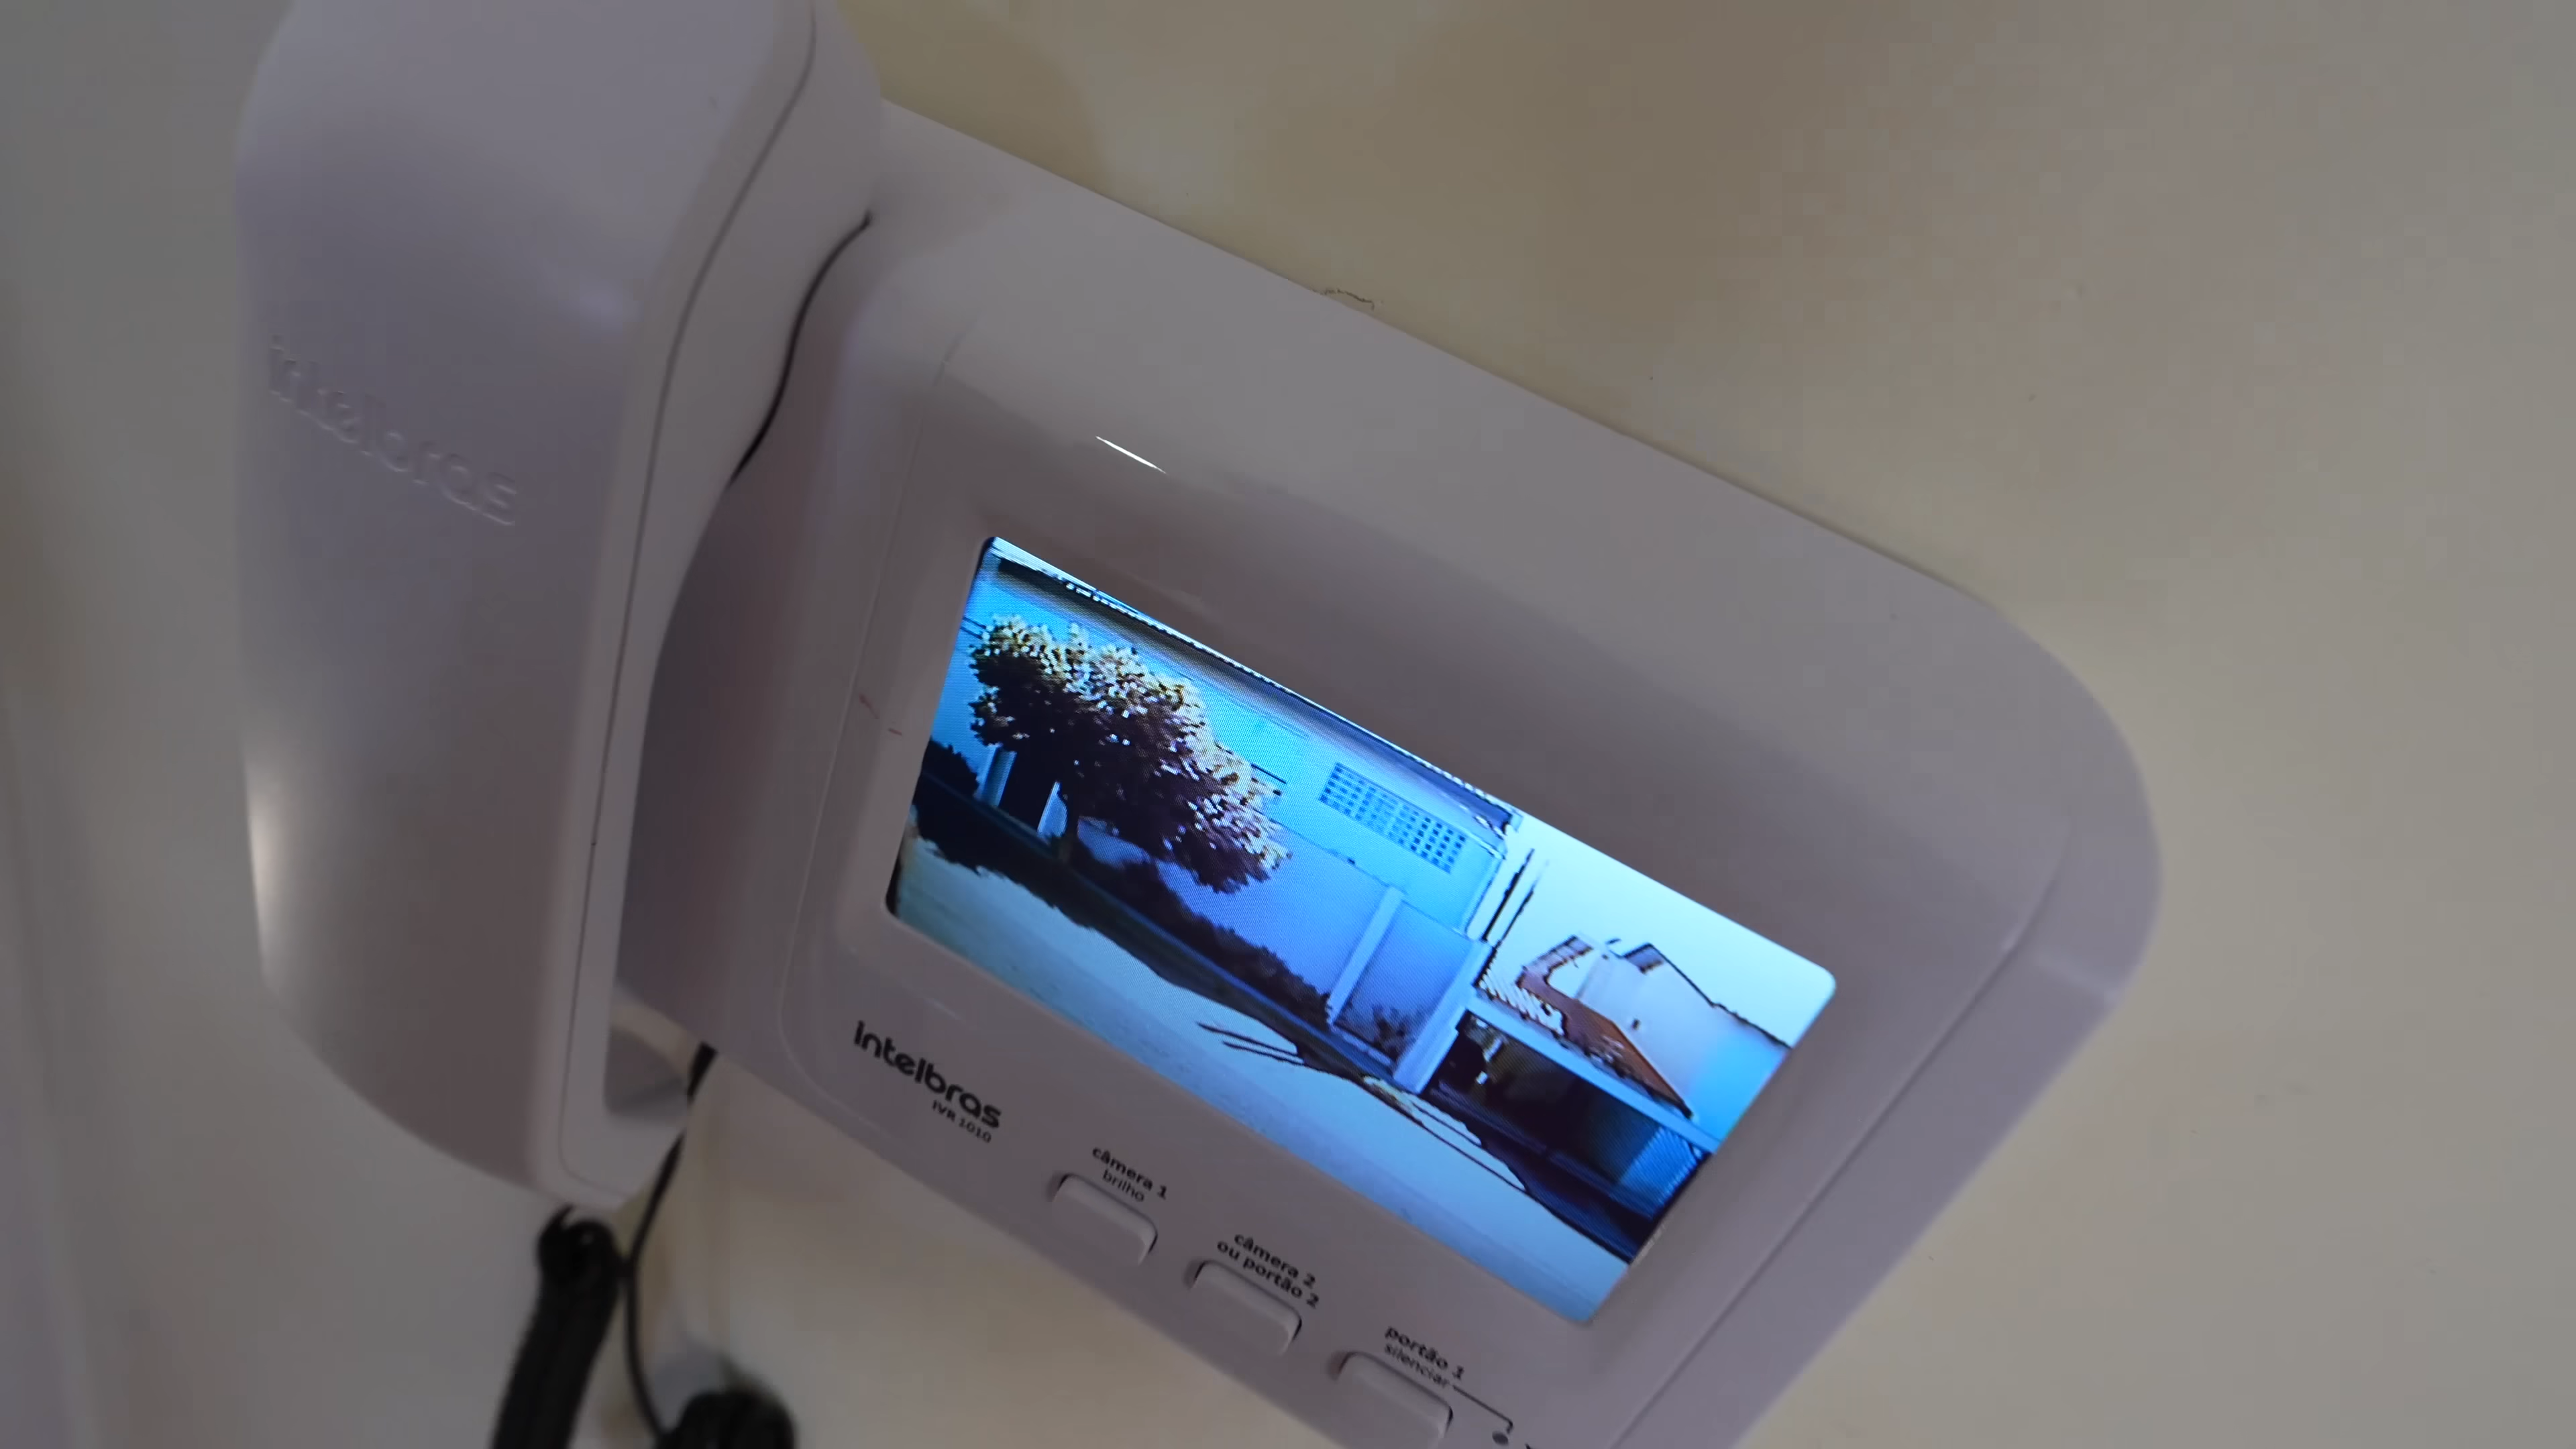 intelbras
intelbras
IVR 1010
câmera 1
brilho
câmera 2
ou portão 2
portão 1
silenciar